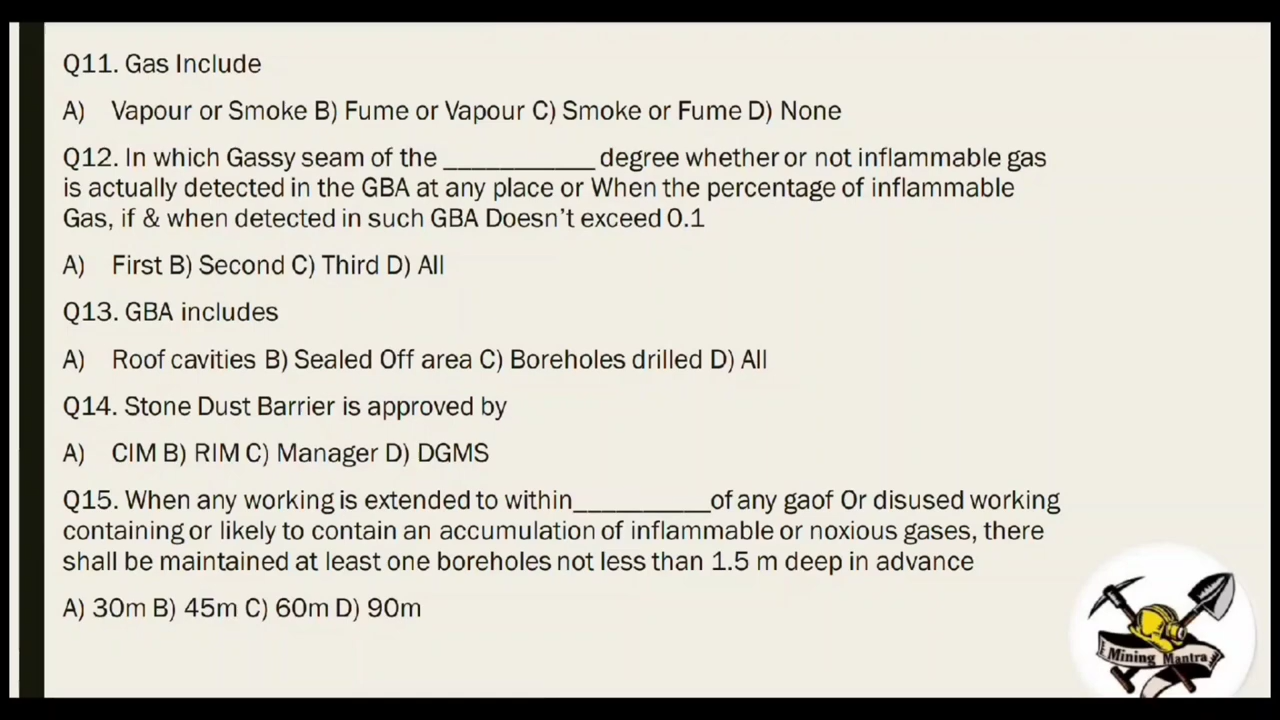 Q11. Gas Include
A) Vapour or Smoke B) Fume or Vapour C) Smoke or Fume D) None
Q12. In which Gassy seam of the ____________ degree whether or not inflammable gas
is actually detected in the GBA at any place or When the percentage of inflammable
Gas, if & when detected in such GBA Doesn't exceed 0.1
A) First B) Second C) Third D) All
Q13. GBA includes
A) Roof cavities B) Sealed Off area C) Boreholes drilled D) All
Q14. Stone Dust Barrier is approved by
A) CIM B) RIM C) Manager D) DGMS
Q15. When any working is extended to within___________of any gaof Or disused working
containing or likely to contain an accumulation of inflammable or noxious gases, there
shall be maintained at least one boreholes not less than 1.5 m deep in advance
A) 30m B) 45m C) 60m D) 90m
Mining Mantra